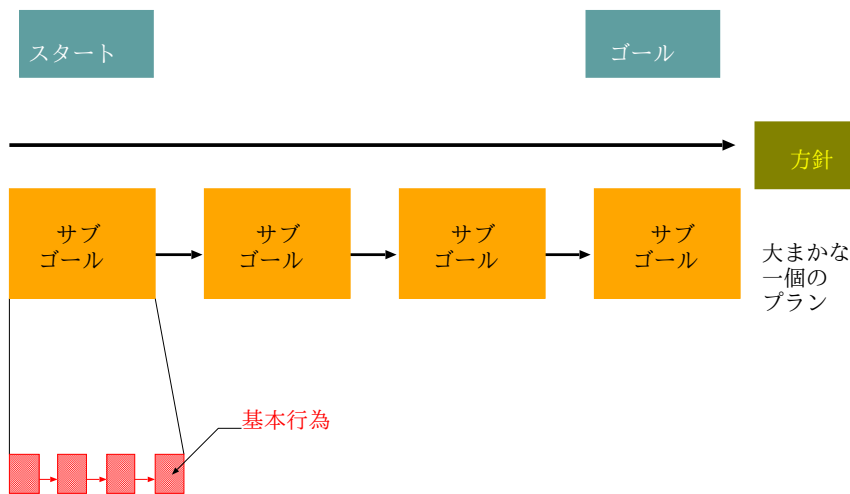 スタート
ゴール
方針
サブ
ゴール
サブ
ゴール
サブ
ゴール
サブ
ゴール
大まかな
一個の
プラン
基本行為